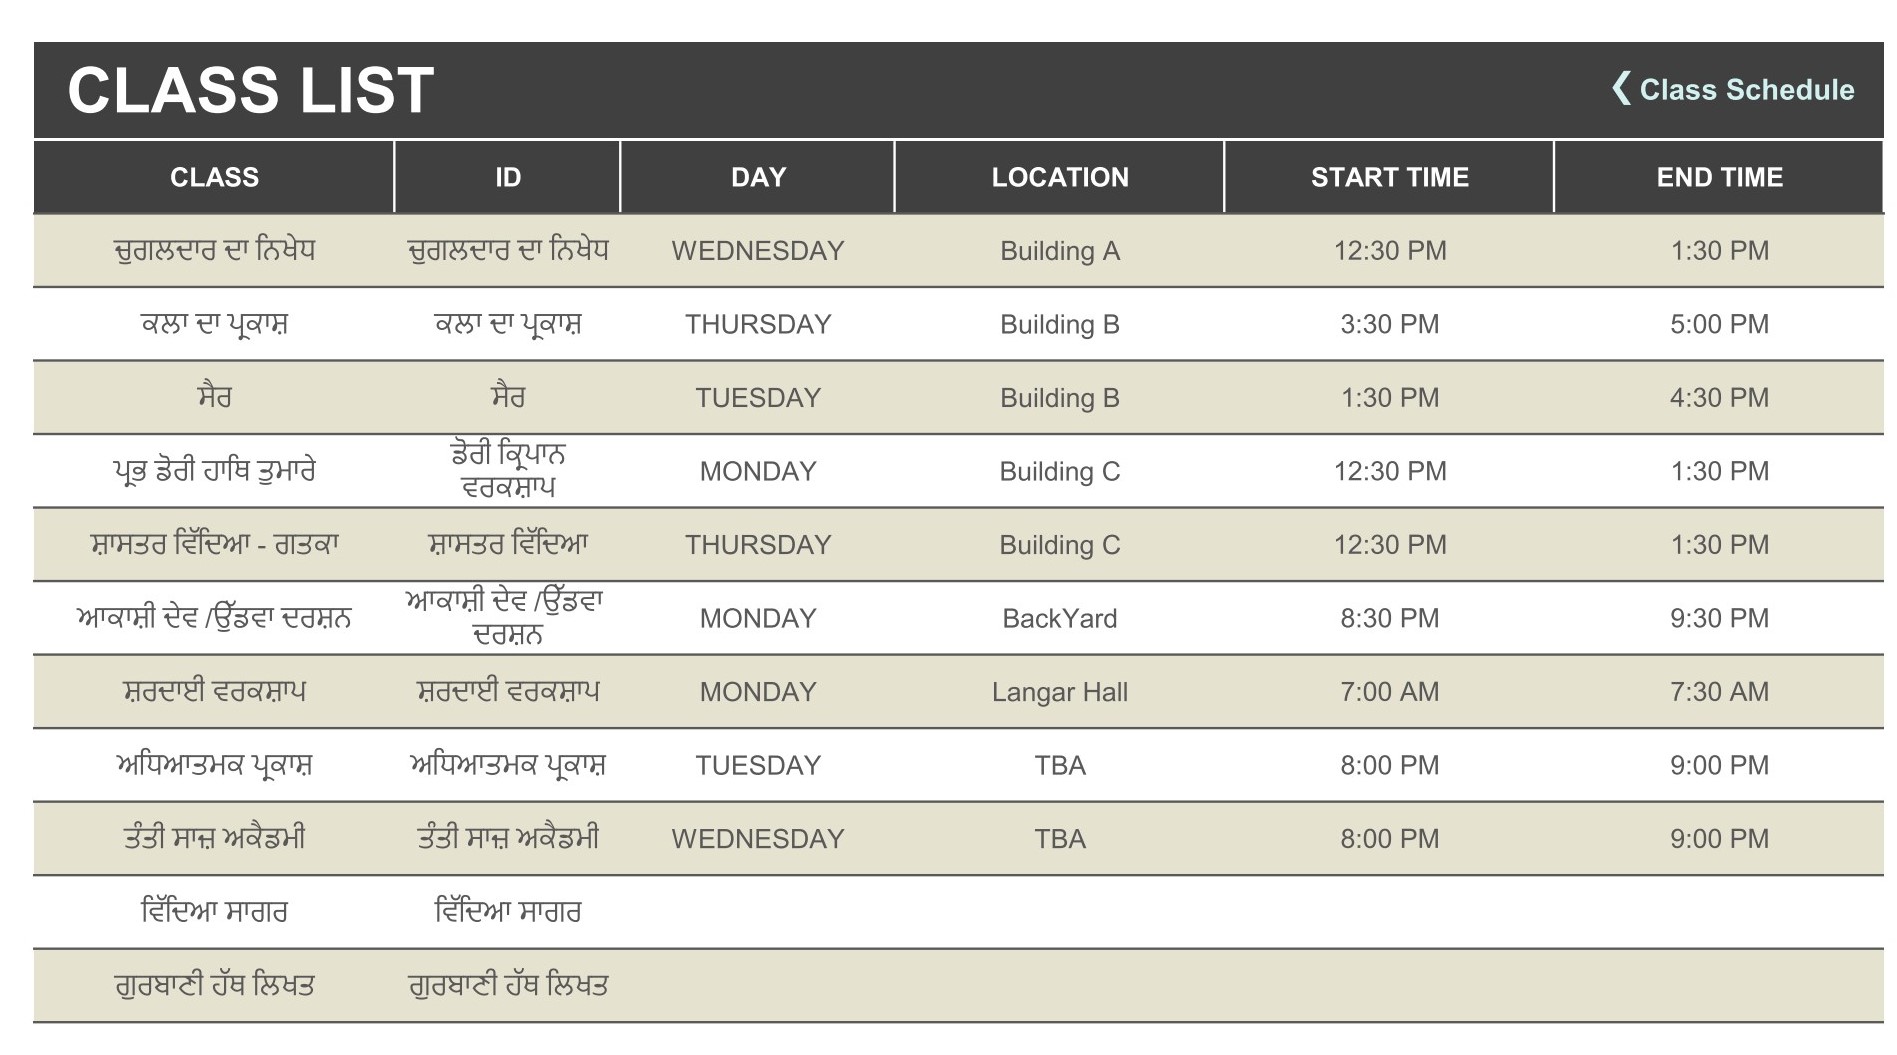 CLASS LIST
❮ Class Schedule
CLASS ID DAY LOCATION START TIME END TIME
ਚੁਗਲਦਾਰ ਦਾ ਨਿਖੇਧ ਚੁਗਲਦਾਰ ਦਾ ਨਿਖੇਧ WEDNESDAY Building A 12:30 PM 1:30 PM
ਕਲਾ ਦਾ ਪ੍ਰਕਾਸ਼ ਕਲਾ ਦਾ ਪ੍ਰਕਾਸ਼ THURSDAY Building B 3:30 PM 5:00 PM
ਸੈਰ ਸੈਰ TUESDAY Building B 1:30 PM 4:30 PM
ਪ੍ਰਭ ਡੋਰੀ ਹਾਥਿ ਤੁਮਾਰੇ ਡੋਰੀ ਕ੍ਰਿਪਾਨ ਵਰਕਸ਼ਾਪ MONDAY Building C 12:30 PM 1:30 PM
ਸ਼ਾਸਤਰ ਵਿੱਦਿਆ - ਗਤਕਾ ਸ਼ਾਸਤਰ ਵਿੱਦਿਆ THURSDAY Building C 12:30 PM 1:30 PM
ਆਕਾਸ਼ੀ ਦੇਵ /ਉੱਡਵਾ ਦਰਸ਼ਨ ਆਕਾਸ਼ੀ ਦੇਵ /ਉੱਡਵਾ ਦਰਸ਼ਨ MONDAY BackYard 8:30 PM 9:30 PM
ਸ਼ਰਦਾਈ ਵਰਕਸ਼ਾਪ ਸ਼ਰਦਾਈ ਵਰਕਸ਼ਾਪ MONDAY Langar Hall 7:00 AM 7:30 AM
ਅਧਿਆਤਮਕ ਪ੍ਰਕਾਸ਼ ਅਧਿਆਤਮਕ ਪ੍ਰਕਾਸ਼ TUESDAY TBA 8:00 PM 9:00 PM
ਤੰਤੀ ਸਾਜ਼ ਅਕੈਡਮੀ ਤੰਤੀ ਸਾਜ਼ ਅਕੈਡਮੀ WEDNESDAY TBA 8:00 PM 9:00 PM
ਵਿੱਦਿਆ ਸਾਗਰ ਵਿੱਦਿਆ ਸਾਗਰ
ਗੁਰਬਾਣੀ ਹੱਥ ਲਿਖਤ ਗੁਰਬਾਣੀ ਹੱਥ ਲਿਖਤ